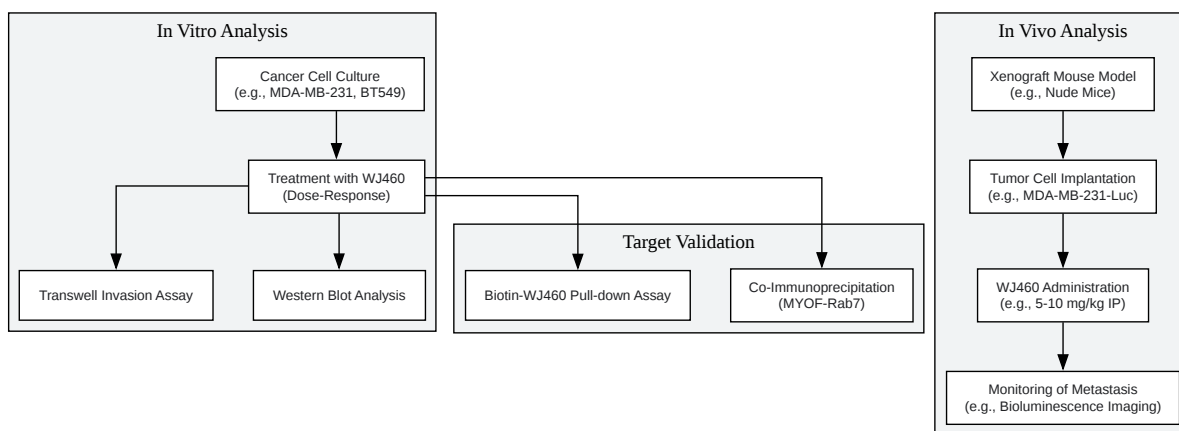 In Vitro Analysis
Cancer Cell Culture
(e.g., MDA-MB-231, BT549)
Treatment with WJ460
(Dose-Response)
Transwell Invasion Assay
Western Blot Analysis
Target Validation
Biotin-WJ460 Pull-down Assay
Co-Immunoprecipitation
(MYOF-Rab7)
In Vivo Analysis
Xenograft Mouse Model
(e.g., Nude Mice)
Tumor Cell Implantation
(e.g., MDA-MB-231-Luc)
WJ460 Administration
(e.g., 5-10 mg/kg IP)
Monitoring of Metastasis
(e.g., Bioluminescence Imaging)